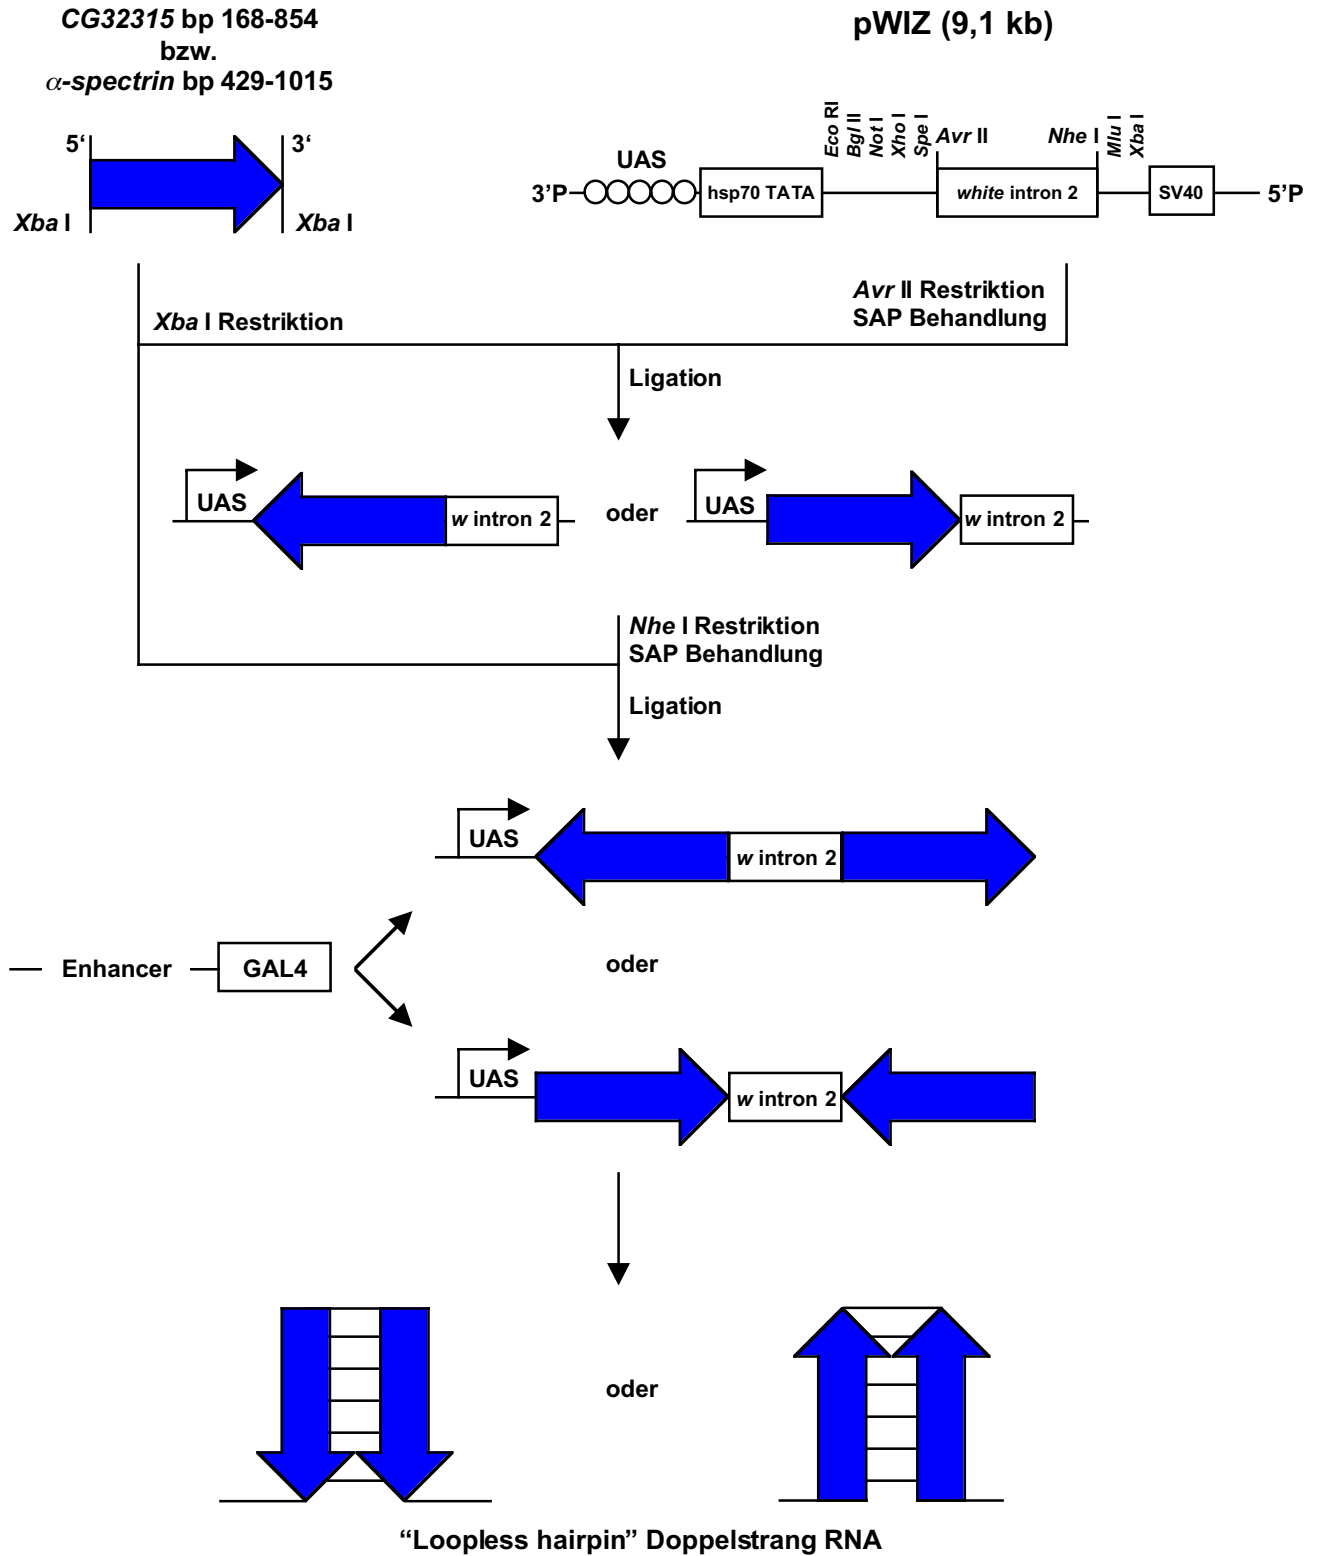 CG32315 bp 168-854
bzw.
α-spectrin bp 429-1015
pWIZ (9,1 kb)
5‘
3‘
Xba I
Xba I
UAS
Eco RI
Bgl II
Not I
Xho I
Spe I
Avr II
Nhe I
Mlu I
Xba I
3’P
hsp70 TATA
white intron 2
SV40
5’P
Xba I Restriktion
Avr II Restriktion
SAP Behandlung
Ligation
UAS
w intron 2
oder
UAS
w intron 2
Nhe I Restriktion
SAP Behandlung
Ligation
UAS
w intron 2
Enhancer
GAL4
oder
UAS
w intron 2
oder
“Loopless hairpin” Doppelstrang RNA